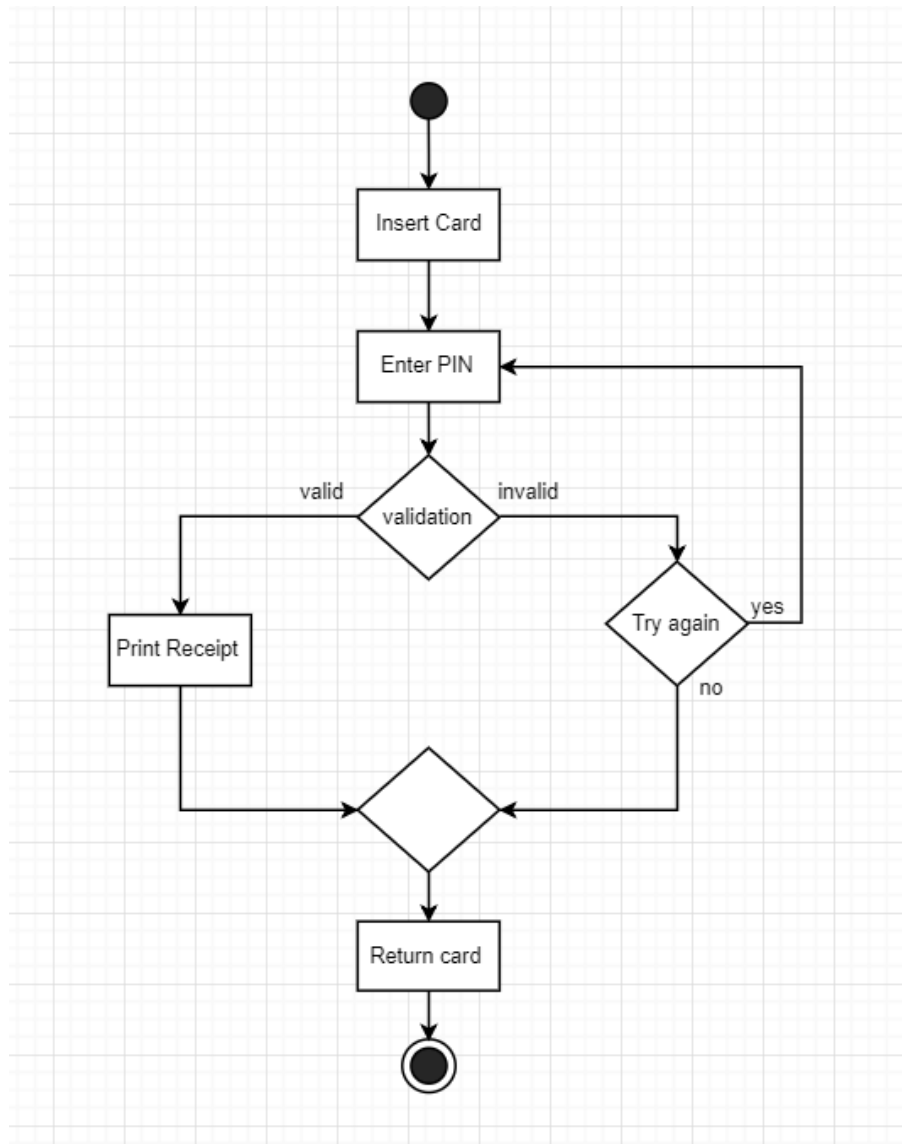 Insert Card
Enter PIN
valid
invalid
validation
yes
Try again
Print Receipt
no
Return card